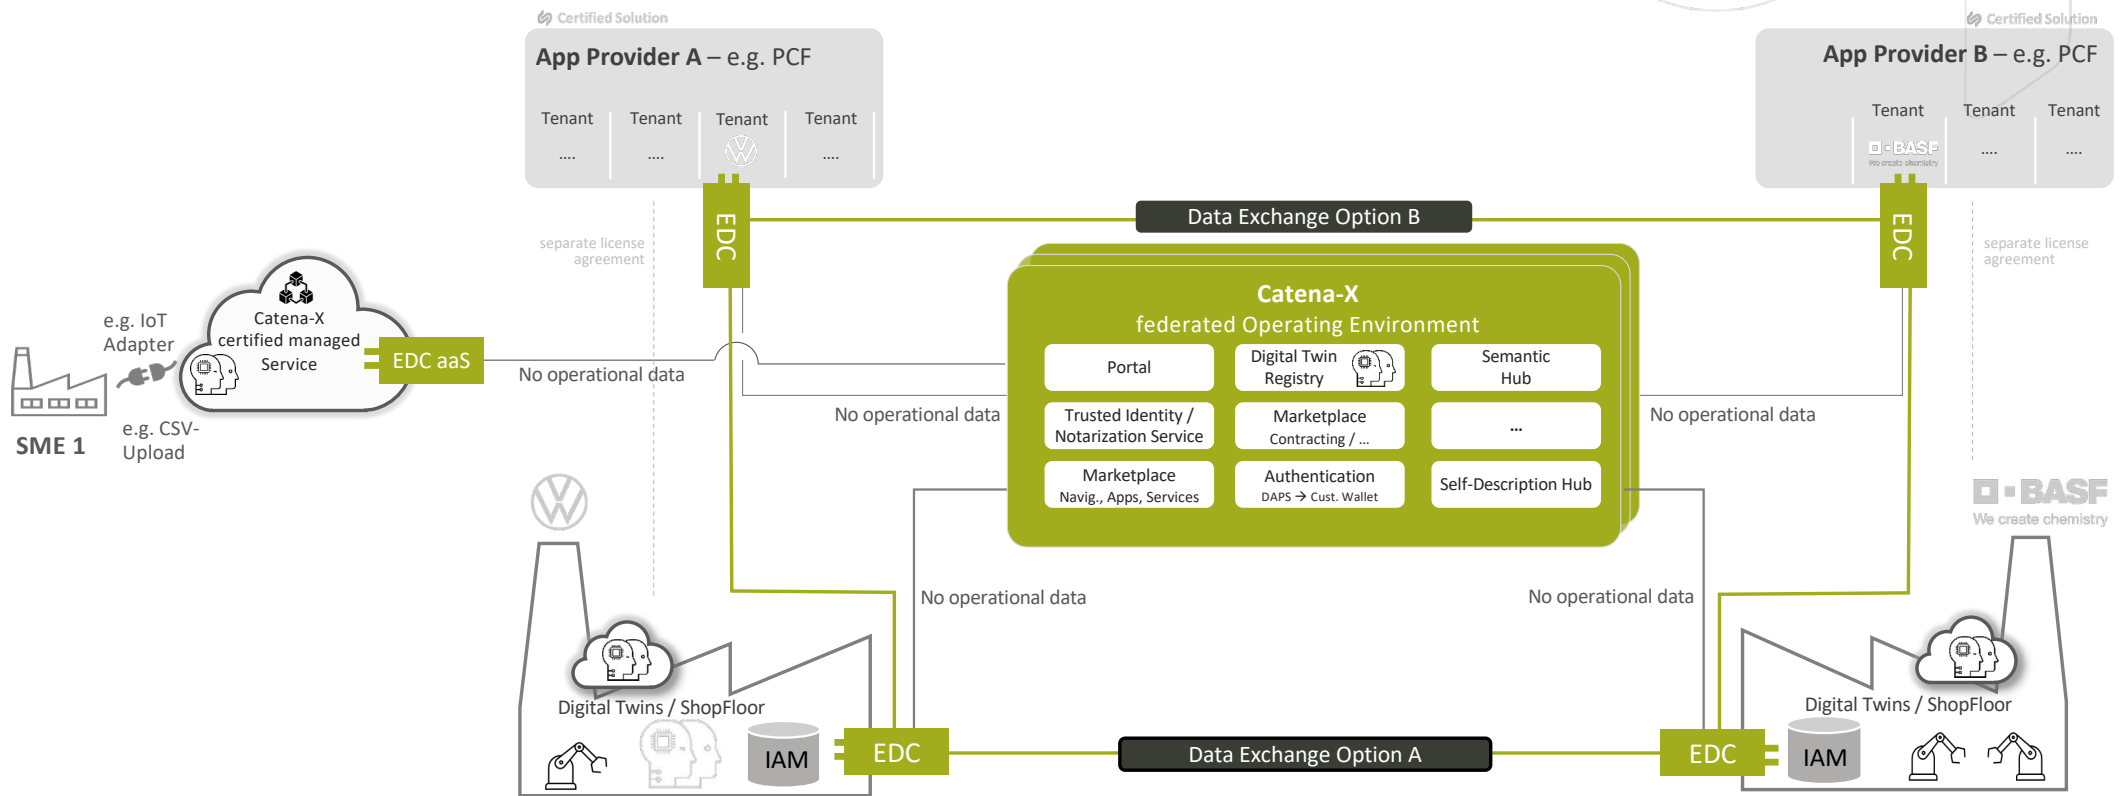 Certified Solution
App Provider A – e.g. PCF
Tenant
....
Tenant
....
Tenant
Tenant
....
Certified Solution
App Provider B – e.g. PCF
Tenant
BASF
We create chemistry
Tenant
....
Tenant
....
EDC
Data Exchange Option B
EDC
separate license
agreement
separate license
agreement
e.g. IoT
Adapter
Catena-X
certified managed
Service
EDC aaS
No operational data
SME 1
e.g. CSV-
Upload
Catena-X
federated Operating Environment
Portal
Digital Twin
Registry
Semantic
Hub
Trusted Identity /
Notarization Service
Marketplace
Contracting / ...
...
Marketplace
Navig., Apps, Services
Authentication
DAPS → Cust. Wallet
Self-Description Hub
No operational data
No operational data
No operational data
No operational data
BASF
We create chemistry
Digital Twins / ShopFloor
IAM
EDC
Data Exchange Option A
EDC
Digital Twins / ShopFloor
IAM